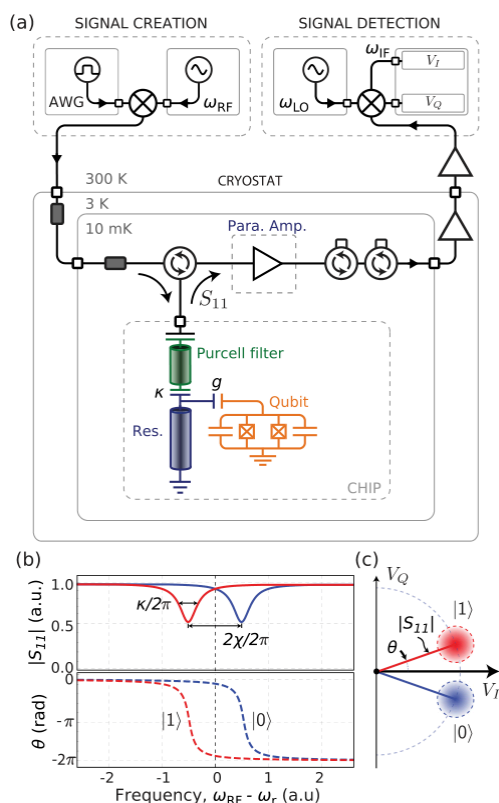 (a)
SIGNAL CREATION
SIGNAL DETECTION
AWG
ω_RF
ω_LO
ω_IF
V_I
V_Q
300 K
CRYOSTAT
3 K
10 mK
Para. Amp.
S_11
Purcell filter
κ
g
Qubit
Res.
CHIP
(b)
|S_11| (a.u.)
1.0
0.5
0.0
κ/2π
2χ/2π
θ (rad)
0
-π
-2π
|1⟩
|0⟩
-2 -1 0 1 2
Frequency, ω_RF - ω_r (a.u)
(c)
V_Q
|1⟩
|S_11|
θ
V_I
|0⟩